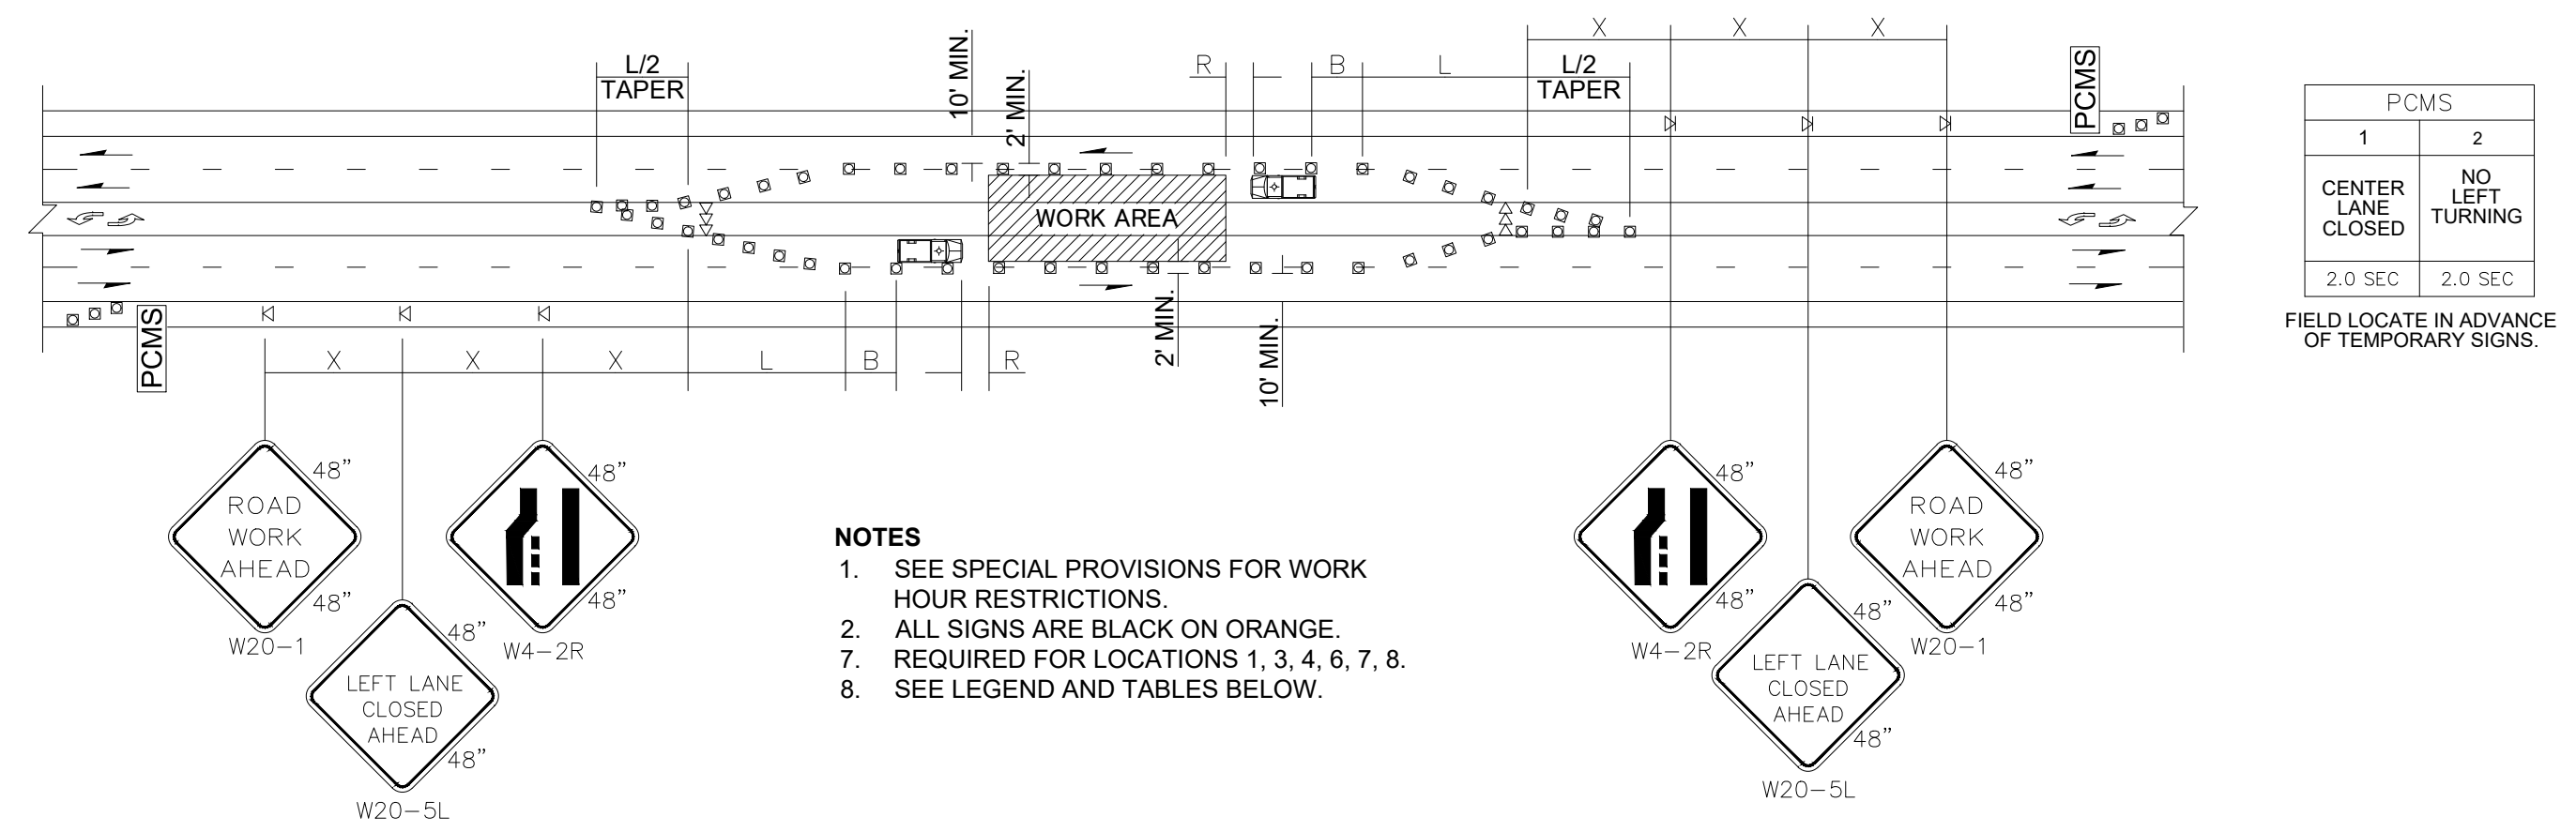 X X X
L/2
TAPER
10' MIN.
2' MIN.
R
B
L
L/2
TAPER
PCMS
WORK AREA
PCMS
X X X L B R
2' MIN.
10' MIN.
PCMS
1 2
CENTER
LANE
CLOSED
NO
LEFT
TURNING
2.0 SEC 2.0 SEC
FIELD LOCATE IN ADVANCE
OF TEMPORARY SIGNS.
ROAD
WORK
AHEAD
48”
48”
W20-1
LEFT LANE
CLOSED
AHEAD
48”
48”
W20-5L
48”
48”
W4-2R
NOTES
1. SEE SPECIAL PROVISIONS FOR WORK
HOUR RESTRICTIONS.
2. ALL SIGNS ARE BLACK ON ORANGE.
7. REQUIRED FOR LOCATIONS 1, 3, 4, 6, 7, 8.
8. SEE LEGEND AND TABLES BELOW.
48”
48”
W4-2R
LEFT LANE
CLOSED
AHEAD
48”
48”
W20-5L
ROAD
WORK
AHEAD
48”
48”
W20-1